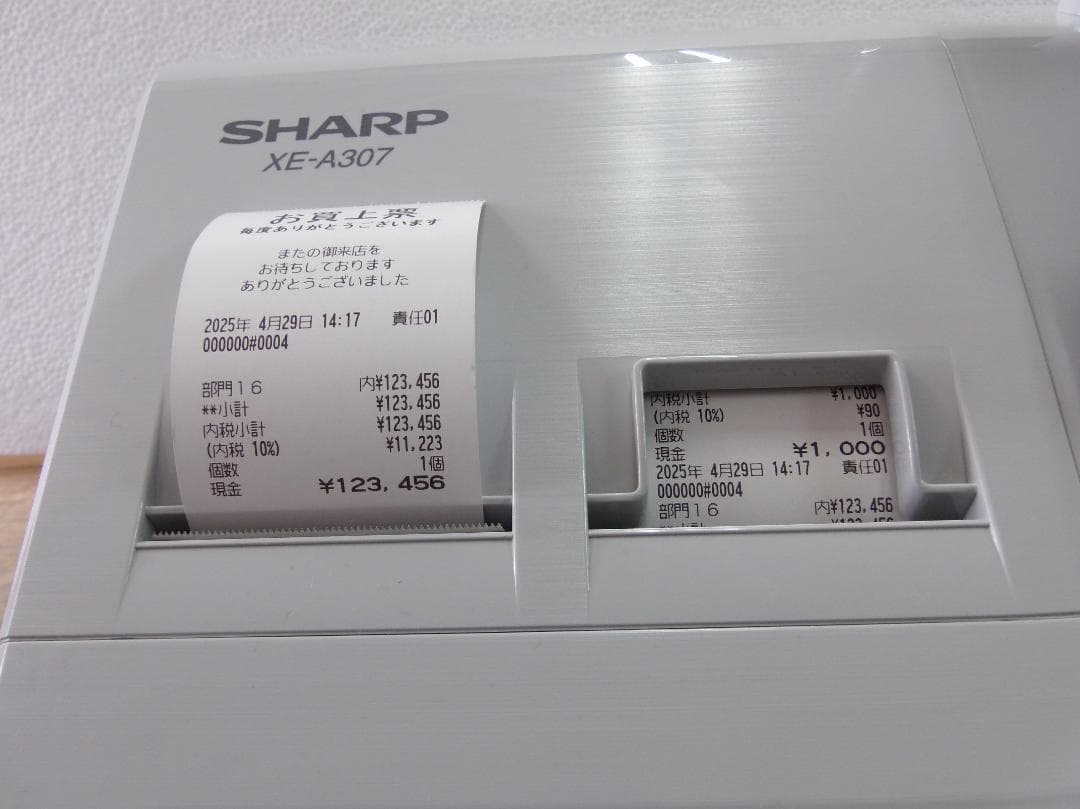 SHARP
XE-A307
お買上票
毎度ありがとうございます
またの御来店を
お待ちしております
ありがとうございました
2025年 4月29日 14:17 責任01
000000#0004
部門16 内¥123,456
**小計 ¥123,456
内税小計 ¥123,456
(内税 10%) ¥11,223
個数 1個
現金 ¥123,456
内税小計 ¥1,000
(内税 10%) ¥90
個数 1個
現金 ¥1,000
2025年 4月29日 14:17 責任01
000000#0004
部門16 内¥123,456